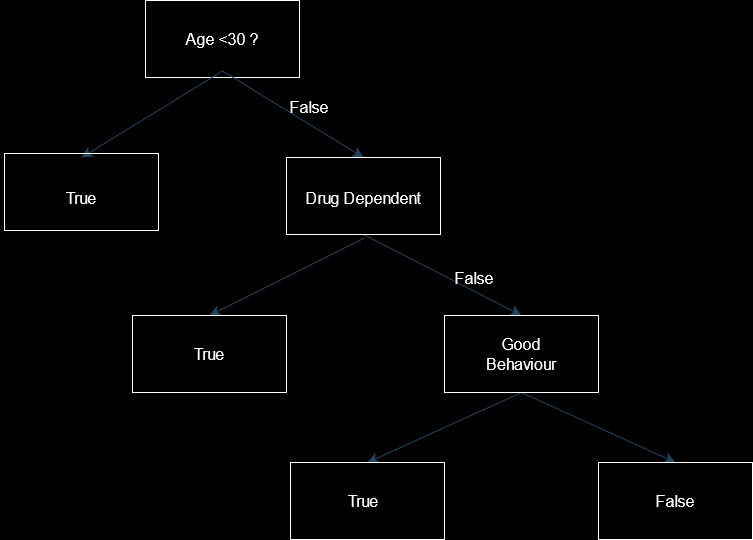 Age <30 ?
False
True
Drug Dependent
False
True
Good
Behaviour
True
False